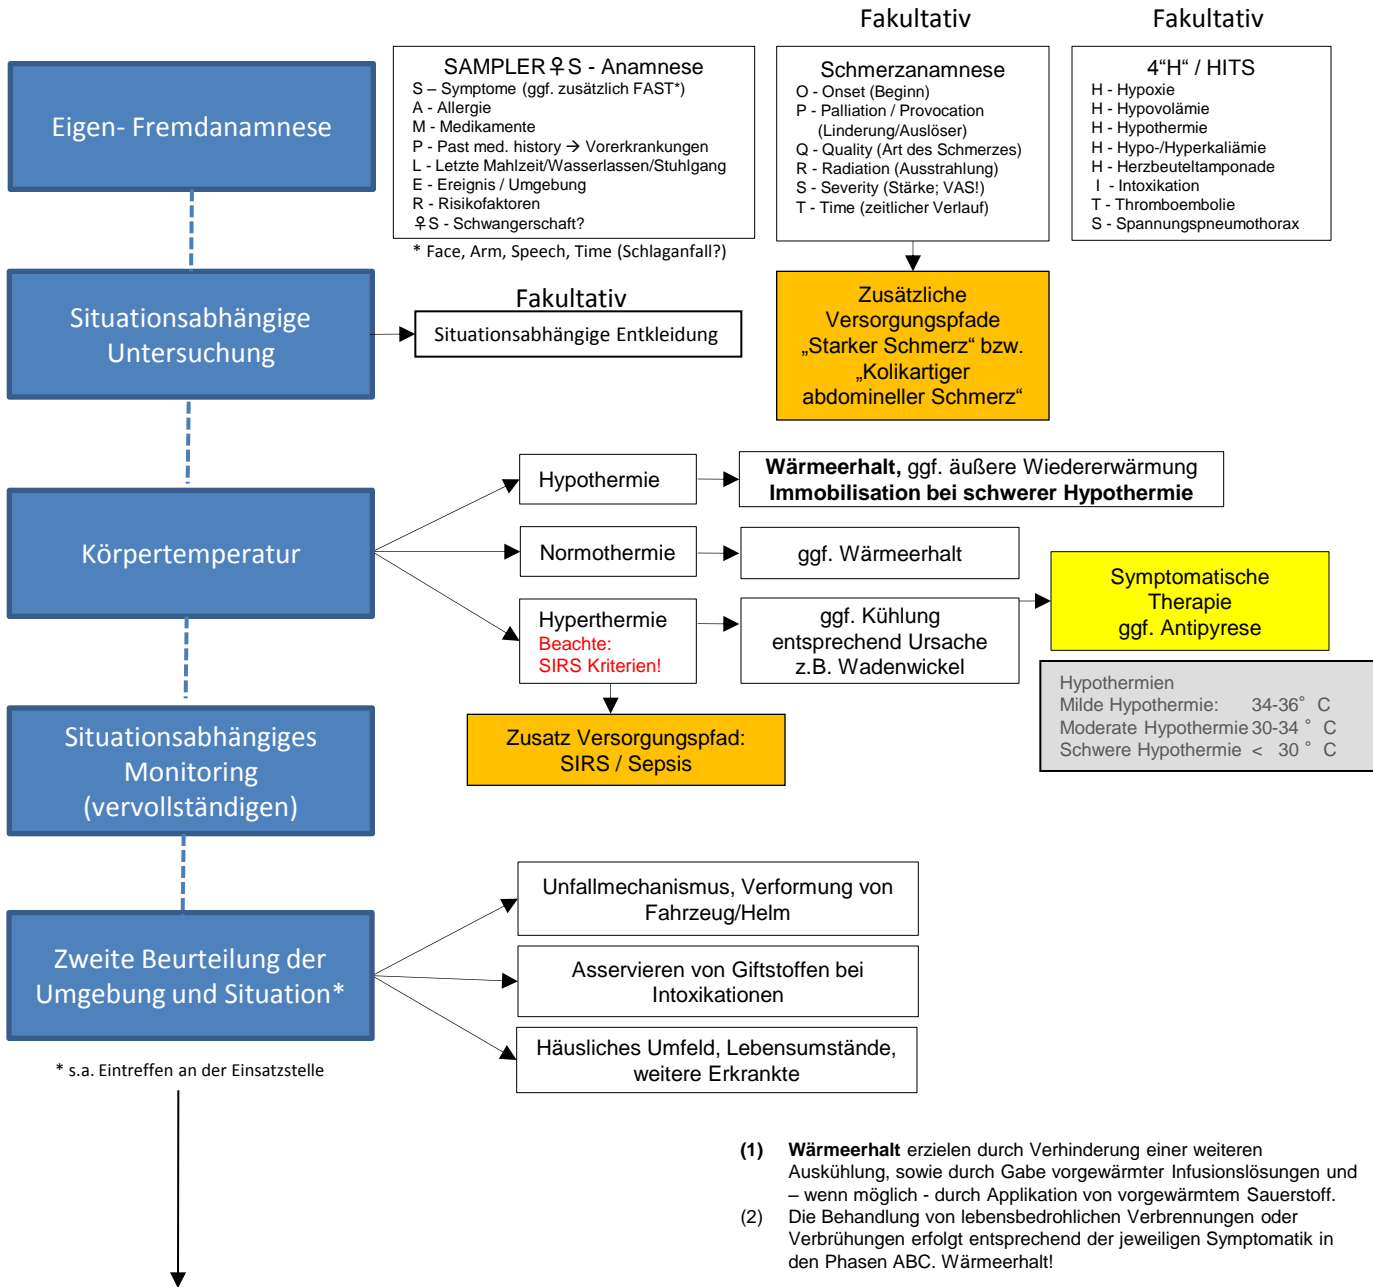 Fakultativ
Fakultativ
Eigen- Fremdanamnese
SAMPLER♀S - Anamnese
S – Symptome (ggf. zusätzlich FAST*)
A - Allergie
M - Medikamente
P - Past med. history → Vorerkrankungen
L - Letzte Mahlzeit/Wasserlassen/Stuhlgang
E - Ereignis / Umgebung
R - Risikofaktoren
♀S - Schwangerschaft?
* Face, Arm, Speech, Time (Schlaganfall?)
Schmerzanamnese
O - Onset (Beginn)
P - Palliation / Provocation
(Linderung/Auslöser)
Q - Quality (Art des Schmerzes)
R - Radiation (Ausstrahlung)
S - Severity (Stärke; VAS!)
T - Time (zeitlicher Verlauf)
4“H“ / HITS
H - Hypoxie
H - Hypovolämie
H - Hypothermie
H - Hypo-/Hyperkaliämie
H - Herzbeuteltamponade
I - Intoxikation
T - Thromboembolie
S - Spannungspneumothorax
Situationsabhängige
Untersuchung
Fakultativ
Situationsabhängige Entkleidung
Zusätzliche
Versorgungspfade
„Starker Schmerz“ bzw.
„Kolikartiger
abdomineller Schmerz“
Körpertemperatur
Hypothermie
Wärmeerhalt, ggf. äußere Wiedererwärmung
Immobilisation bei schwerer Hypothermie
Normothermie
ggf. Wärmeerhalt
Hyperthermie
Beachte:
SIRS Kriterien!
ggf. Kühlung
entsprechend Ursache
z.B. Wadenwickel
Symptomatische
Therapie
ggf. Antipyrese
Hypothermien
Milde Hypothermie: 34-36° C
Moderate Hypothermie 30-34 ° C
Schwere Hypothermie < 30 ° C
Zusatz Versorgungspfad:
SIRS / Sepsis
Situationsabhängiges
Monitoring
(vervollständigen)
Zweite Beurteilung der
Umgebung und Situation*
Unfallmechanismus, Verformung von
Fahrzeug/Helm
Asservieren von Giftstoffen bei
Intoxikationen
Häusliches Umfeld, Lebensumstände,
weitere Erkrankte
* s.a. Eintreffen an der Einsatzstelle
(1) Wärmeerhalt erzielen durch Verhinderung einer weiteren
Auskühlung, sowie durch Gabe vorgewärmter Infusionslösungen und
– wenn möglich - durch Applikation von vorgewärmtem Sauerstoff.
(2) Die Behandlung von lebensbedrohlichen Verbrennungen oder
Verbrühungen erfolgt entsprechend der jeweiligen Symptomatik in
den Phasen ABC. Wärmeerhalt!